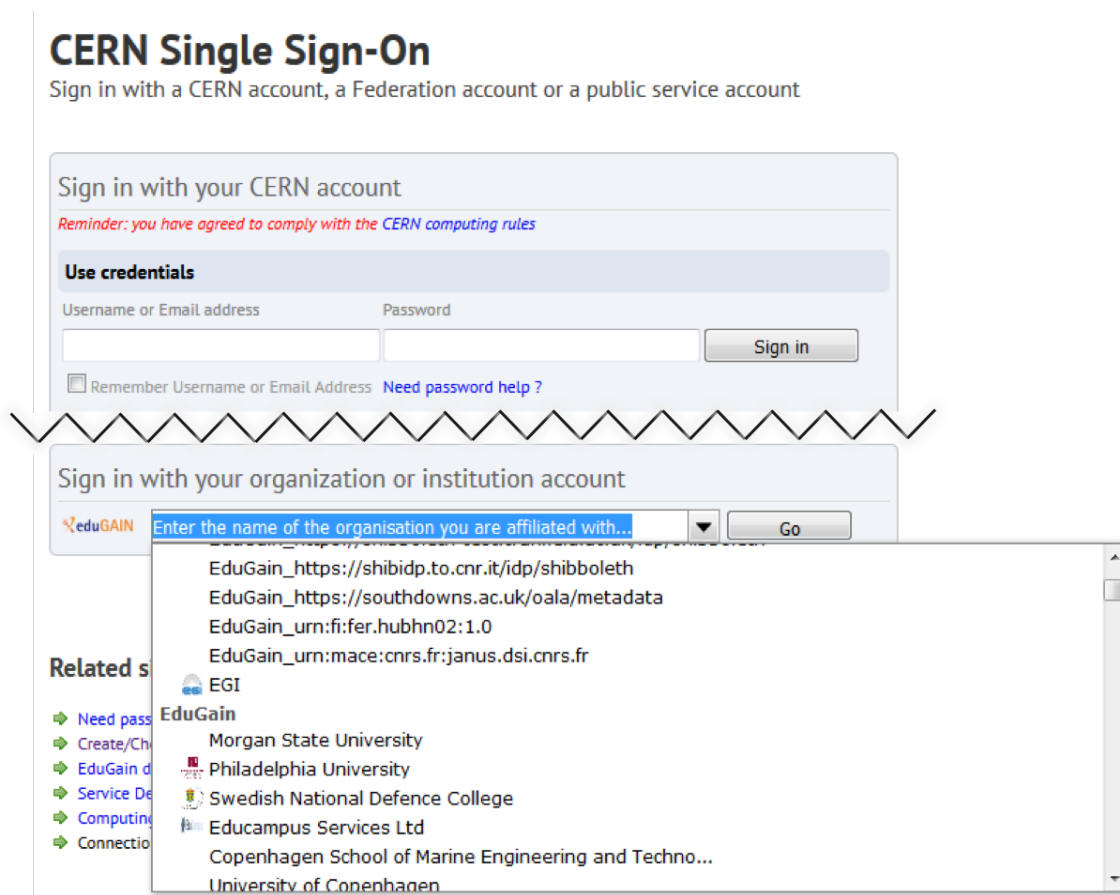 CERN Single Sign-On
Sign in with a CERN account, a Federation account or a public service account
Sign in with your CERN account
Reminder: you have agreed to comply with the CERN computing rules
Use credentials
Username or Email address Password
Sign in
Remember Username or Email Address Need password help ?
Sign in with your organization or institution account
eduGAIN Enter the name of the organisation you are affiliated with... Go
EduGain_https://shibidp.to.cnr.it/idp/shibboleth
EduGain_https://southdowns.ac.uk/oala/metadata
EduGain_urn:fi:fer.hubhn02:1.0
EduGain_urn:mace:cnrs.fr:janus.dsi.cnrs.fr
EGI
EduGain
Morgan State University
Philadelphia University
Swedish National Defence College
Educampus Services Ltd
Copenhagen School of Marine Engineering and Techno...
University of Copenhagen
Related s
Need pass
Create/Ch
EduGain d
Service De
Computing
Connectio